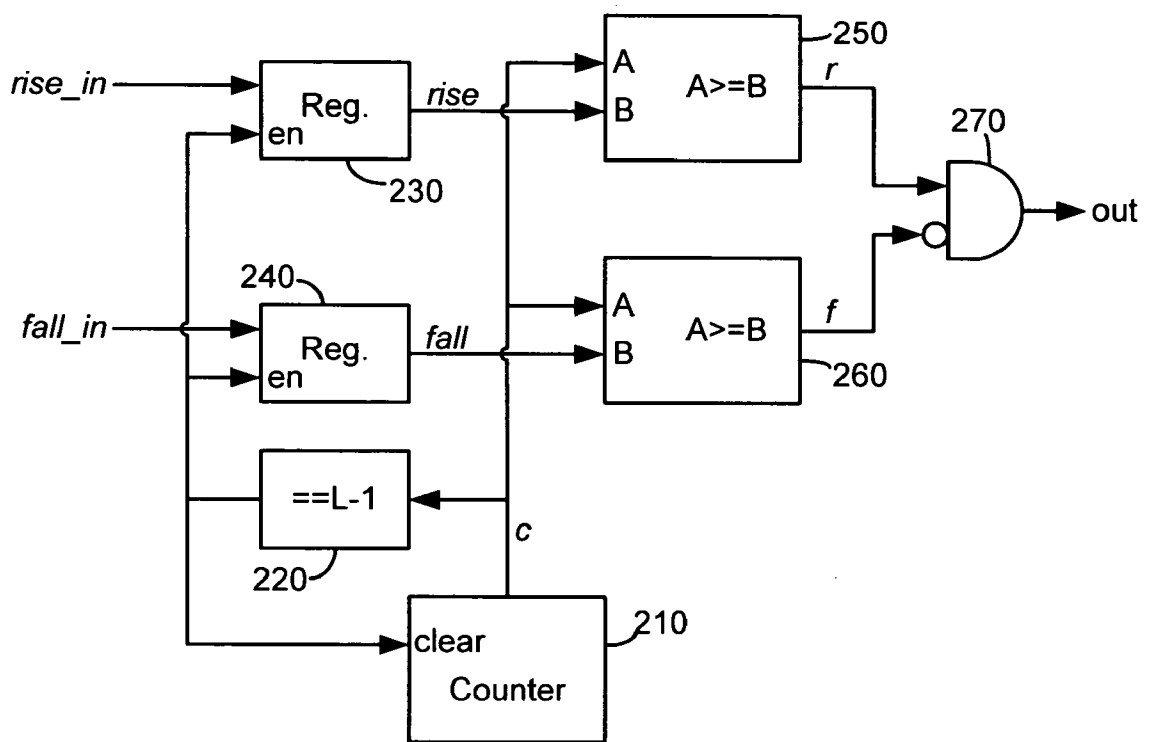 250
rise_in
A
r
Reg.
rise
A>=B
B
en
270
230
out
240
A
fall_in
f
Reg.
fall
A>=B
B
en
260
==L-1
c
220
210
clear
Counter